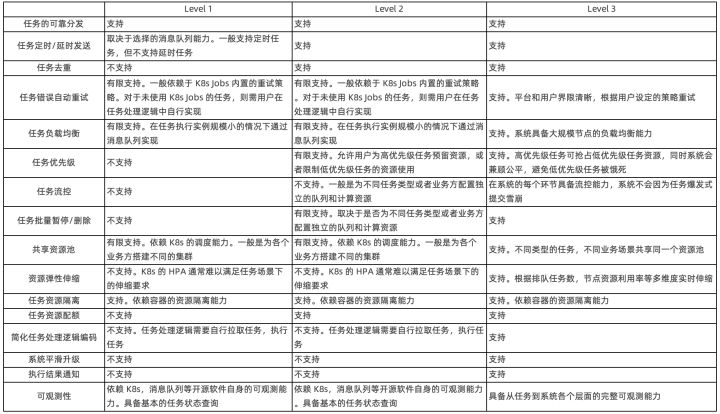 Level 1 Level 2 Level 3
任务的可靠分发 支持 支持 支持
任务定时/延时发送 取决于选择的消息队列能力。一般支持定时任务，但不支持延时任务 支持 支持
任务去重 不支持 支持 支持
任务错误自动重试 有限支持。一般依赖于 K8s Jobs 内置的重试策略。对于未使用 K8s Jobs 的任务，则需用户在任务处理逻辑中自行实现 有限支持。一般依赖于 K8s Jobs 内置的重试策略。对于未使用 K8s Jobs 的任务，则需用户在任务处理逻辑中自行实现 支持。平台和用户界限清晰，根据用户设定的策略重试
任务负载均衡 有限支持。在任务执行实例规模小的情况下通过消息队列实现 有限支持。在任务执行实例规模小的情况下通过消息队列实现 支持。系统具备大规模节点的负载均衡能力
任务优先级 不支持 有限支持。允许用户为高优先级任务预留资源，或者限制低优先级任务的资源使用 支持。高优先级任务可抢占低优先级任务资源，同时系统会兼顾公平，避免低优先级任务被饿死
任务流控 不支持 不支持。一般是为不同任务类型或者业务方配置独立的队列和计算资源 在系统的每个环节具备流控能力，系统不会因为任务爆发式提交雪崩
任务批量暂停/删除 不支持 有限支持。取决于是否为不同任务类型或者业务方配置独立的队列和计算资源 支持
共享资源池 有限支持。依赖 K8s 的调度能力。一般是为各个业务方搭建不同的集群 有限支持。依赖 K8s 的调度能力。一般是为各个业务方搭建不同的集群 支持。不同类型的任务，不同业务场景共享同一个资源池
资源弹性伸缩 不支持。K8s 的 HPA 通常难以满足任务场景下的伸缩要求 不支持。K8s 的 HPA 通常难以满足任务场景下的伸缩要求 支持。根据排队任务数，节点资源利用率等多维度实时伸缩
任务资源隔离 支持。依赖容器的资源隔离能力 支持。依赖容器的资源隔离能力 支持。依赖容器的资源隔离能力
任务资源配额 不支持 支持 支持
简化任务处理逻辑编码 不支持。任务处理逻辑需要自行拉取任务，执行任务 不支持。任务处理逻辑需要自行拉取任务，执行任务 支持
系统平滑升级 不支持 不支持 支持
执行结果通知 不支持 不支持 支持
可观测性 依赖 K8s，消息队列等开源软件自身的可观测能力。具备基本的任务状态查询 依赖 K8s，消息队列等开源软件自身的可观测能力。具备基本的任务状态查询 具备从任务到系统各个层面的完整可观测能力